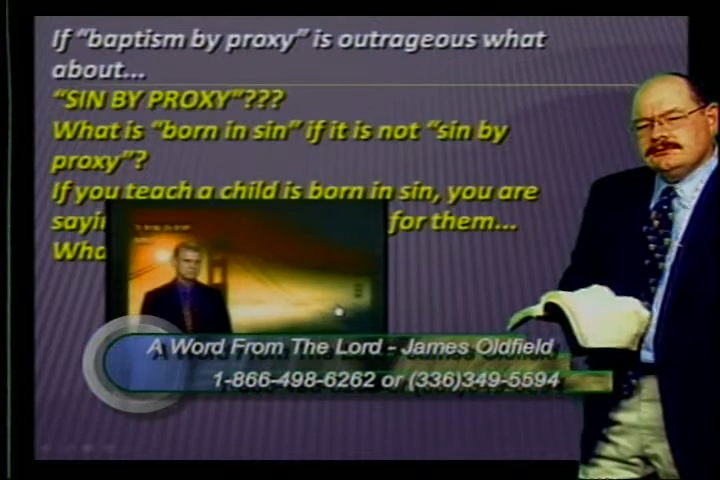 If “baptism by proxy” is outrageous what
about...
“SIN BY PROXY”???
What is “born in sin” if it is not “sin by
proxy”?
If you teach a child is born in sin, you are
for them...
A Word From The Lord - James Oldfield
1-866-498-6262 or (336)349-5594